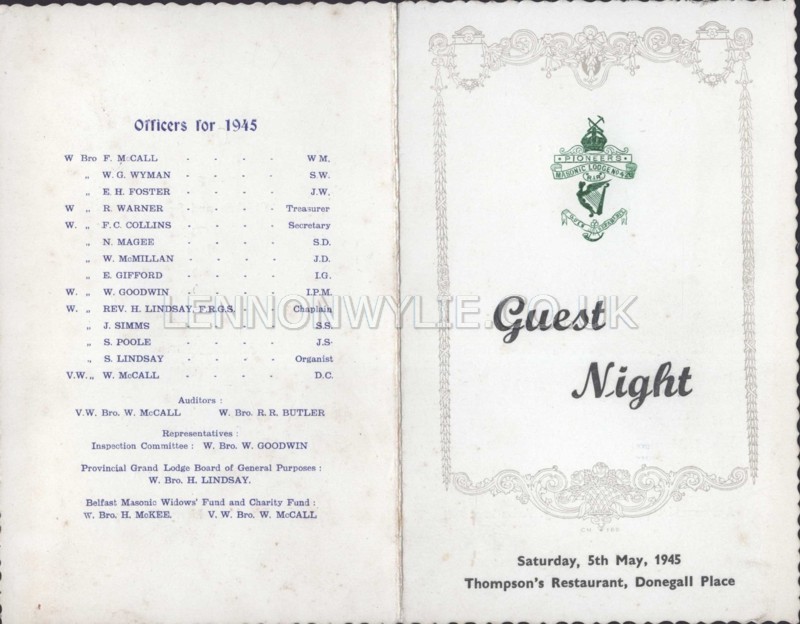 Officers for 1945
W Bro F. McCALL - - - - W M.
„ W. G. WYMAN - - - - S.W.
„ E. H. FOSTER - - - - J.W.
W „ R. WARNER - - - - Treasurer
W. „ F. C. COLLINS - - - - Secretary
„ N. MAGEE - - - - S.D.
„ W. McMILLAN - - - - J.D.
„ E. GIFFORD - - - - I.G.
W. „ W. GOODWIN - - - - I.P.M.
W. „ REV. H. LINDSAY, F.R.G.S. Chaplain
„ J. SIMMS - - - - S.S.
„ S. POOLE - - - - J.S.
„ S. LINDSAY - - - - Organist
V.W. „ W. McCALL - - - - D.C.
Auditors :
V.W. Bro. W. McCALL W. Bro. R. R. BUTLER
Representatives :
Inspection Committee : W. Bro. W. GOODWIN
Provincial Grand Lodge Board of General Purposes :
W. Bro. H. LINDSAY.
Belfast Masonic Widows' Fund and Charity Fund :
W. Bro. H. McKEE. V. W. Bro. W. McCALL
PIONEERS
MASONIC LODGE No 420
Guest
Night
Saturday, 5th May, 1945
Thompson's Restaurant, Donegall Place
LENNONWYLIE.CO.UK